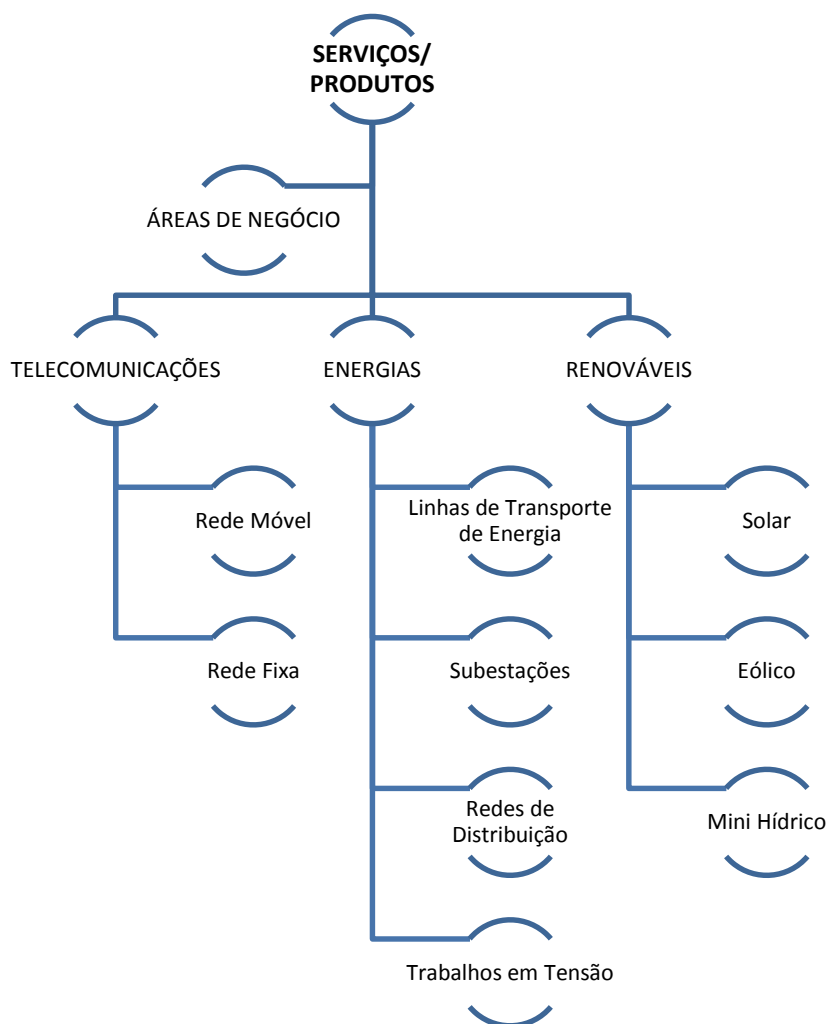 SERVIÇOS/
PRODUTOS
ÁREAS DE NEGÓCIO
TELECOMUNICAÇÕES
ENERGIAS
RENOVÁVEIS
Rede Móvel
Linhas de Transporte
de Energia
Solar
Rede Fixa
Subestações
Eólico
Redes de
Distribuição
Mini Hídrico
Trabalhos em Tensão